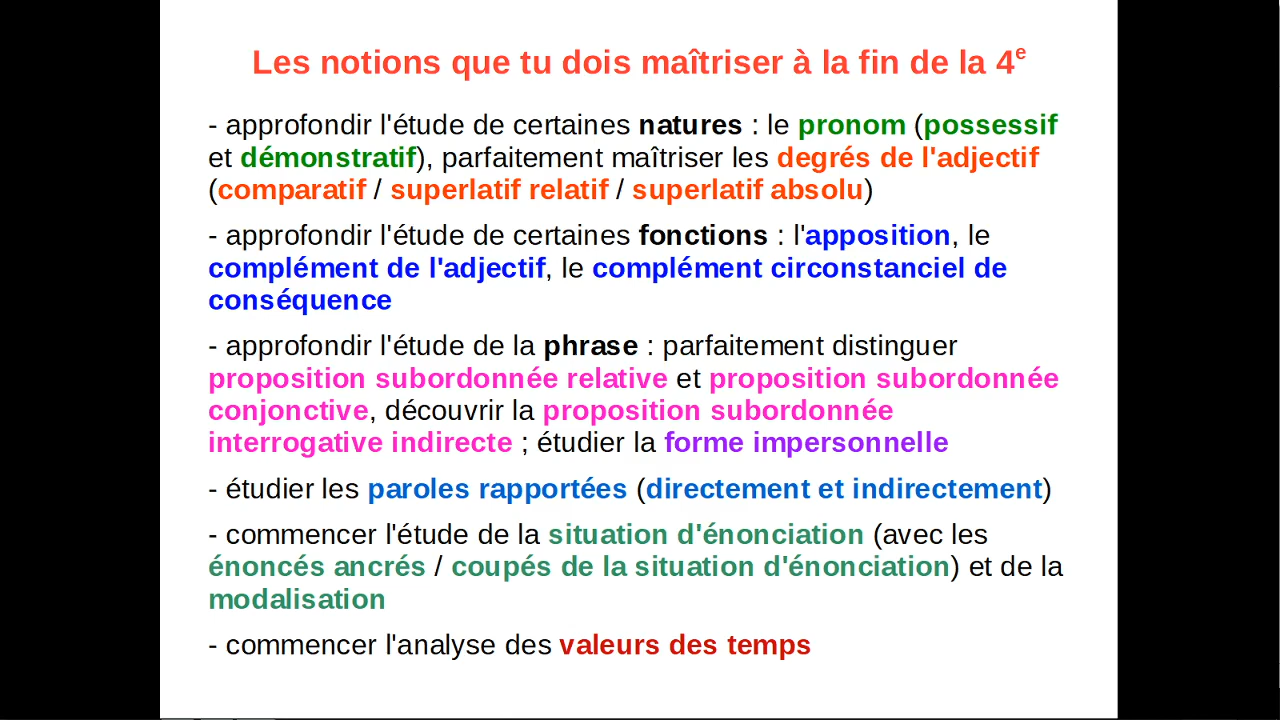 Les notions que tu dois maîtriser à la fin de la 4e
- approfondir l'étude de certaines natures : le pronom (possessif
et démonstratif), parfaitement maîtriser les degrés de l'adjectif
(comparatif / superlatif relatif / superlatif absolu)
- approfondir l'étude de certaines fonctions : l'apposition, le
complément de l'adjectif, le complément circonstanciel de
conséquence
- approfondir l'étude de la phrase : parfaitement distinguer
proposition subordonnée relative et proposition subordonnée
conjonctive, découvrir la proposition subordonnée
interrogative indirecte ; étudier la forme impersonnelle
- étudier les paroles rapportées (directement et indirectement)
- commencer l'étude de la situation d'énonciation (avec les
énoncés ancrés / coupés de la situation d'énonciation) et de la
modalisation
- commencer l'analyse des valeurs des temps